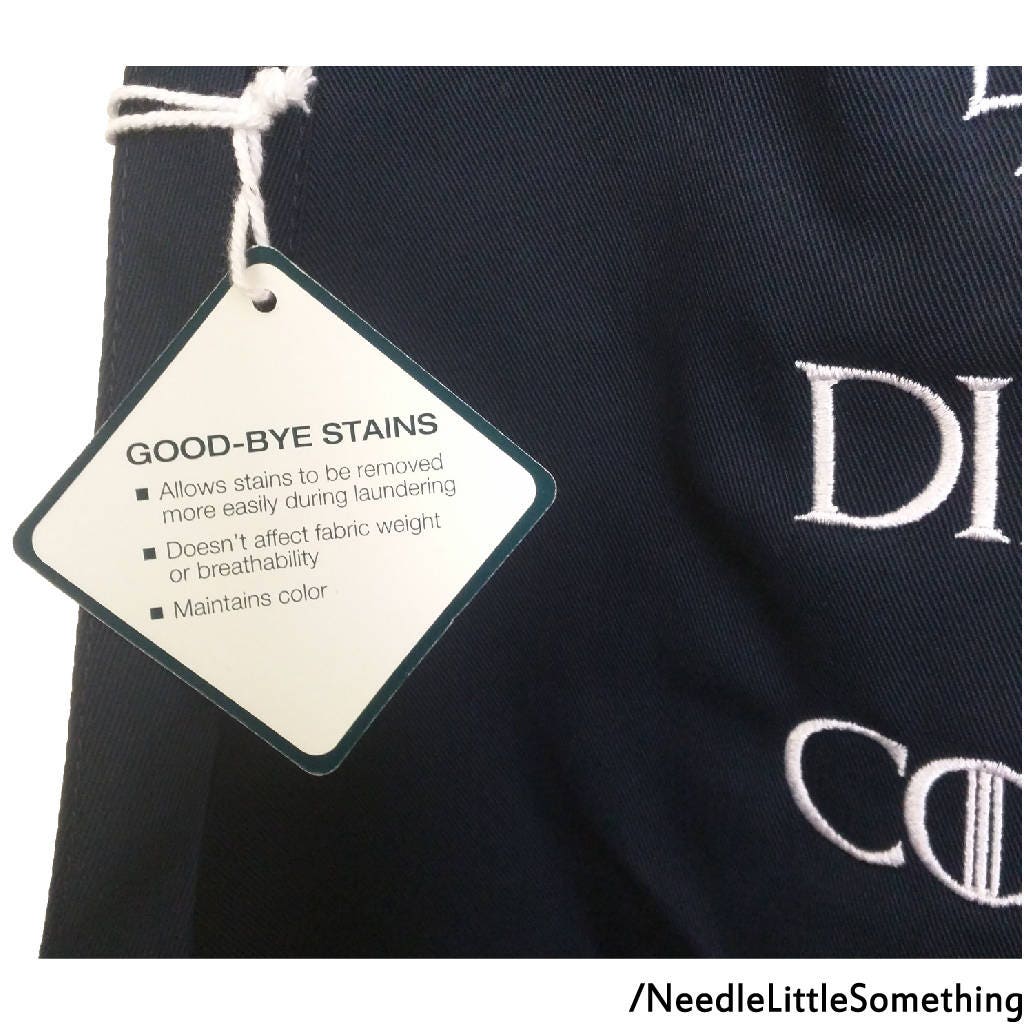 GOOD-BYE STAINS
■ Allows stains to be removed
more easily during laundering
■ Doesn't affect fabric weight
or breathability
■ Maintains color
/NeedleLittleSomething